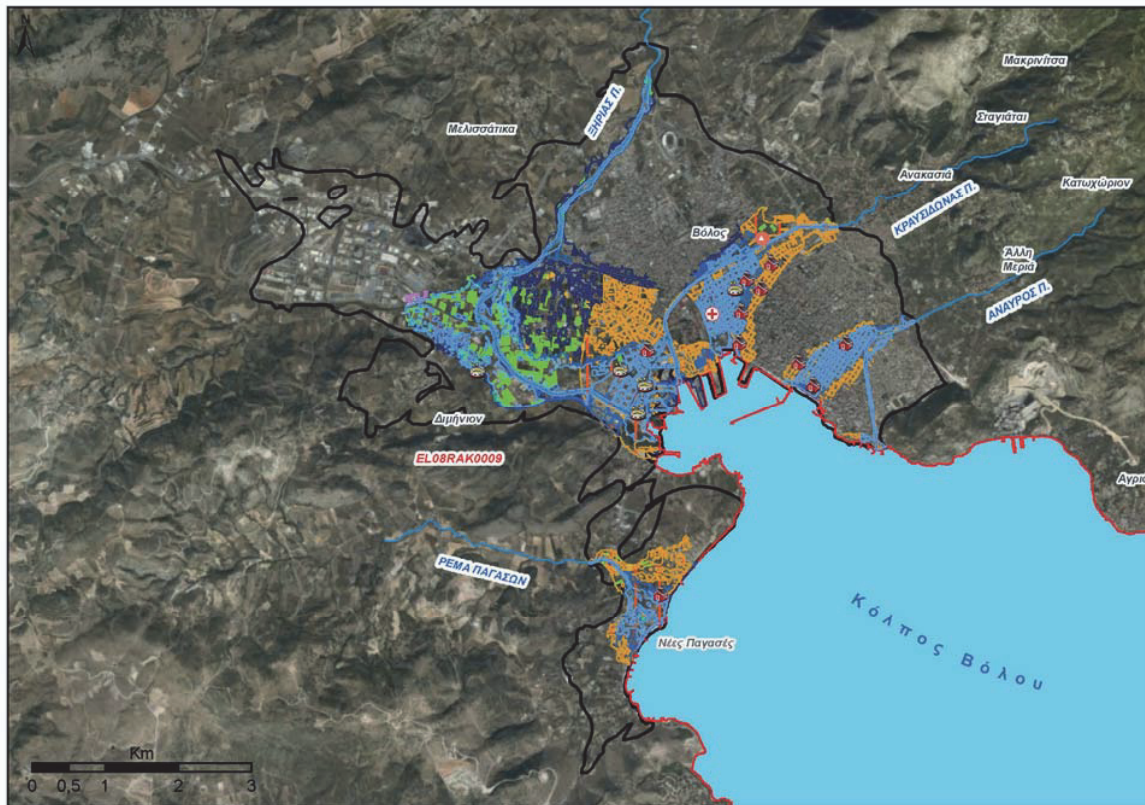 Μακρινίτσα
Σταγιάται
Μελισσάτικα
ΞΗΡΙΑΣ Π.
Ανακασιά
Κατωχώριον
ΚΡΑΥΣΙΔΩΝΑΣ Π.
Βόλος
Άλλη
Μεριά
ΑΝΑΥΡΟΣ Π.
Διμήνιον
EL08RAK0009
Αγρι
ΡΕΜΑ ΠΑΓΑΣΩΝ
Νέες Παγασές
Κόλπος Βόλου
Km
0 0,5 1 2 3